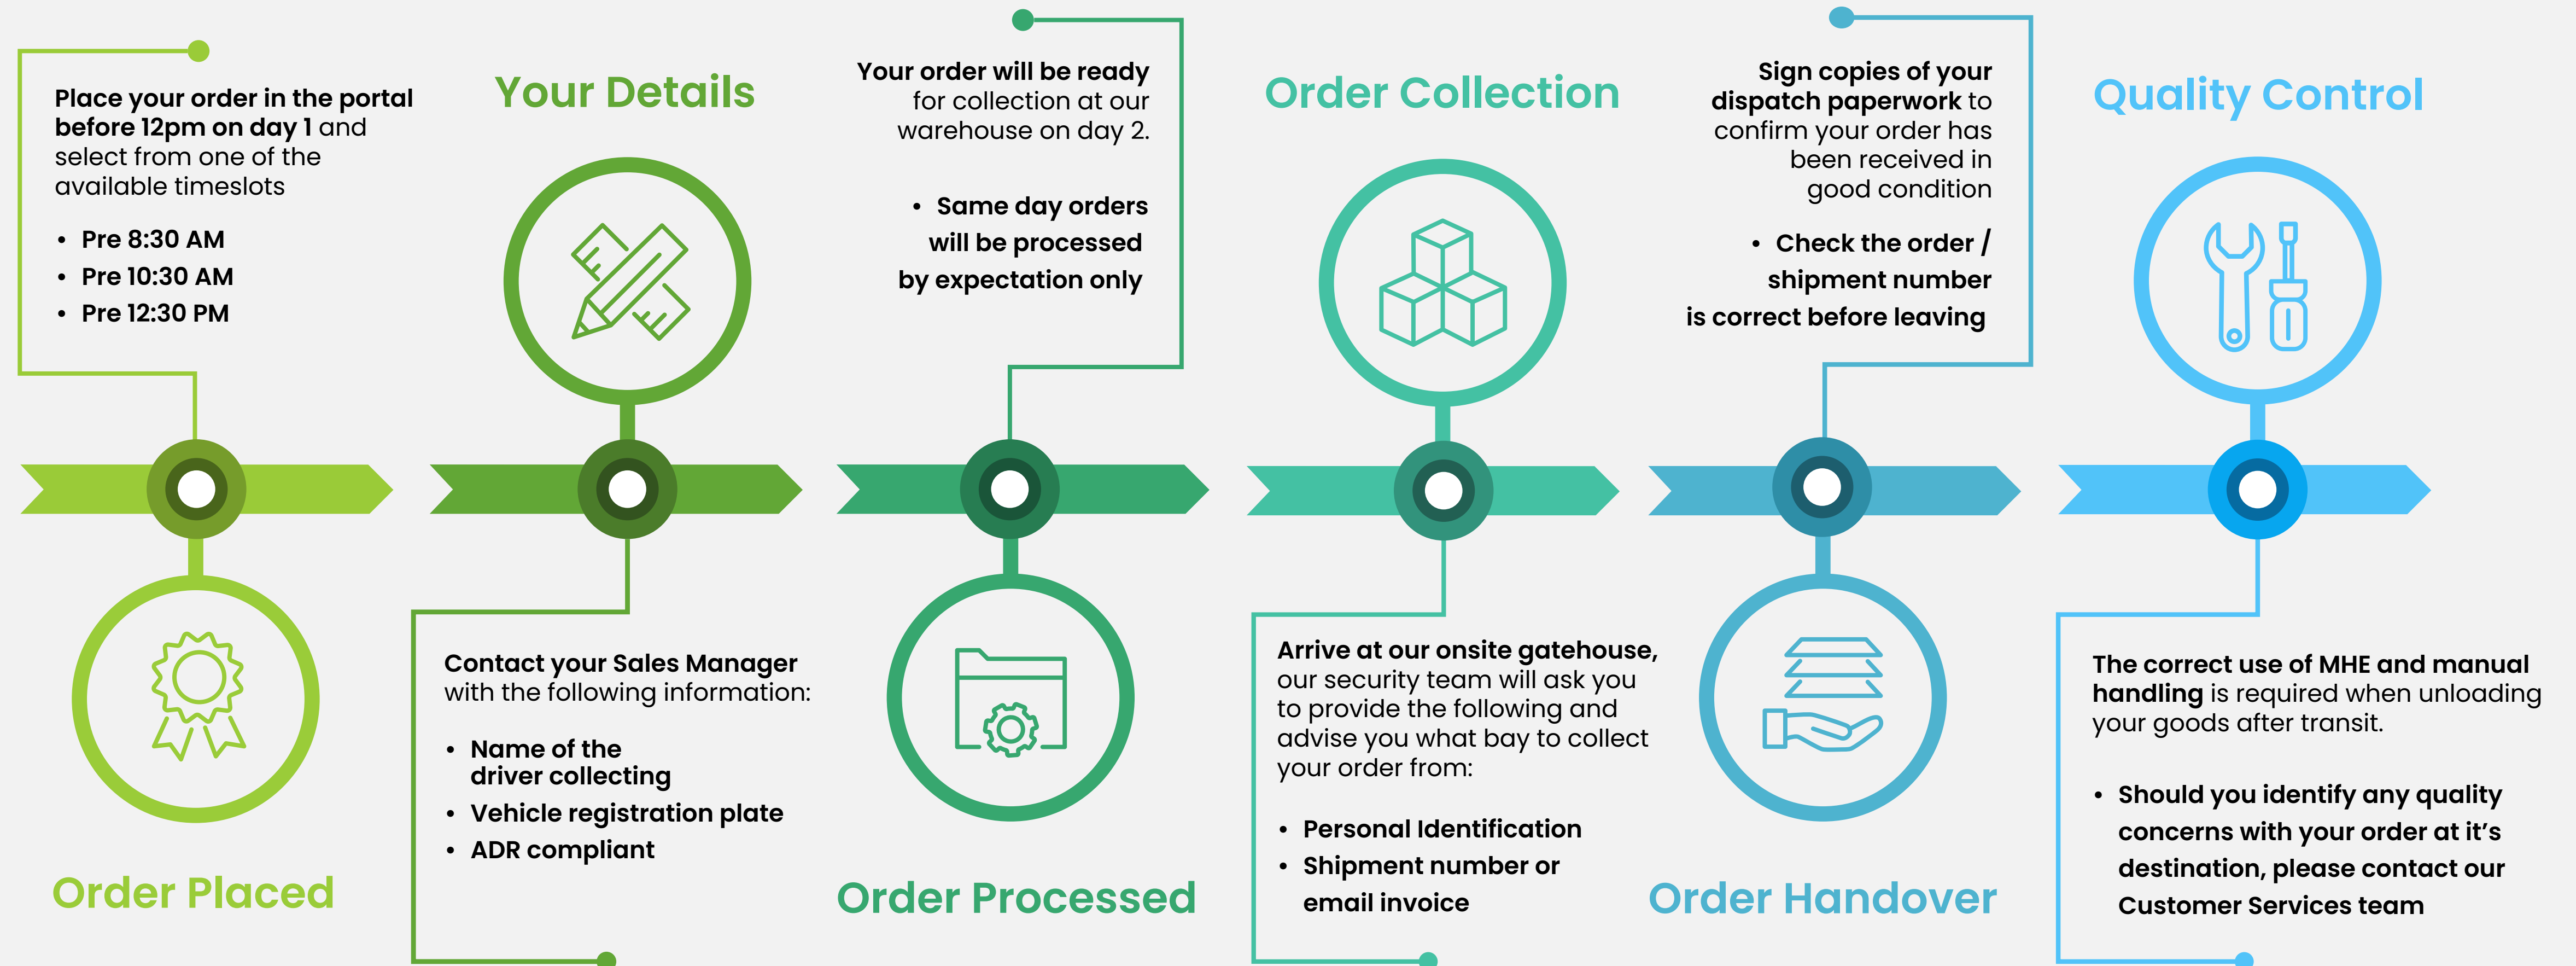 Place your order in the portal
before 12pm on day 1 and
select from one of the
available timeslots
• Pre 8:30 AM
• Pre 10:30 AM
• Pre 12:30 PM
Order Placed
Your Details
Contact your Sales Manager
with the following information:
• Name of the
driver collecting
• Vehicle registration plate
• ADR compliant
Your order will be ready
for collection at our
warehouse on day 2.
• Same day orders
will be processed
by expectation only
Order Processed
Order Collection
Arrive at our onsite gatehouse,
our security team will ask you
to provide the following and
advise you what bay to collect
your order from:
• Personal Identification
• Shipment number or
email invoice
Sign copies of your
dispatch paperwork to
confirm your order has
been received in
good condition
• Check the order /
shipment number
is correct before leaving
Order Handover
Quality Control
The correct use of MHE and manual
handling is required when unloading
your goods after transit.
• Should you identify any quality
concerns with your order at it’s
destination, please contact our
Customer Services team